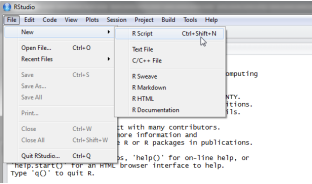 RStudio
File Edit Code View Plots Session Project Build Tools Help
New
R Script Ctrl+Shift+N
Text File
C/C++ File
R Sweave
R Markdown
R HTML
R Documentation
Open File... Ctrl+O
Recent Files
Save Ctrl+S
Save As...
Save All
Print...
Close Ctrl+W
Close All Ctrl+Shift+W
Quit RStudio... Ctrl+Q
omputing
NTY.
itions.
ct with many contributors.
more information and
R or R packages in publications.
os, 'help()' for on-line help, or
'help.start()' for an HTML browser interface to help.
Type 'q()' to quit R.